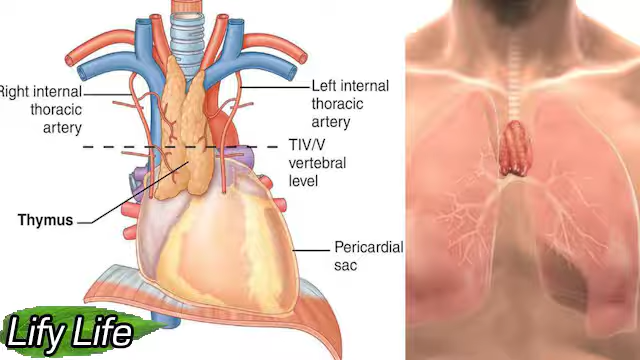 Right internal
thoracic
artery
Left internal
thoracic
artery
TIV/V
vertebral
level
Thymus
Pericardial
sac
Lify Life